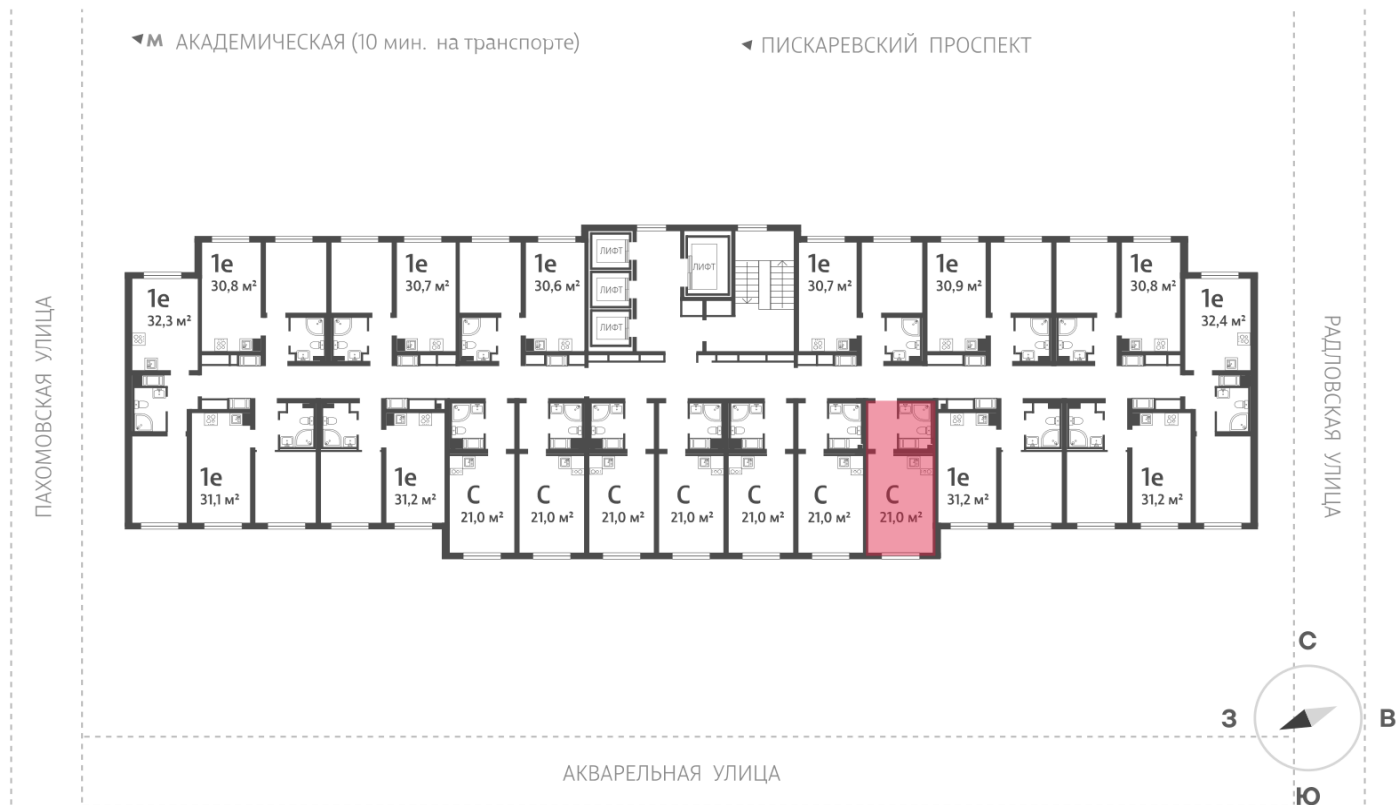 М АКАДЕМИЧЕСКАЯ (10 мин. на транспорте)
ПИСКАРЕВСКИЙ ПРОСПЕКТ
ПАХОМОВСКАЯ УЛИЦА
РАДЛОВСКАЯ УЛИЦА
1е
32,3 м²
1е
30,8 м²
1е
30,7 м²
1е
30,6 м²
ЛИФТ
ЛИФТ
ЛИФТ
ЛИФТ
1е
30,7 м²
1е
30,9 м²
1е
30,8 м²
1е
32,4 м²
1е
31,1 м²
1е
31,2 м²
С
21,0 м²
С
21,0 м²
С
21,0 м²
С
21,0 м²
С
21,0 м²
С
21,0 м²
С
21,0 м²
1е
31,2 м²
1е
31,2 м²
С
З
В
Ю
АКВАРЕЛЬНАЯ УЛИЦА